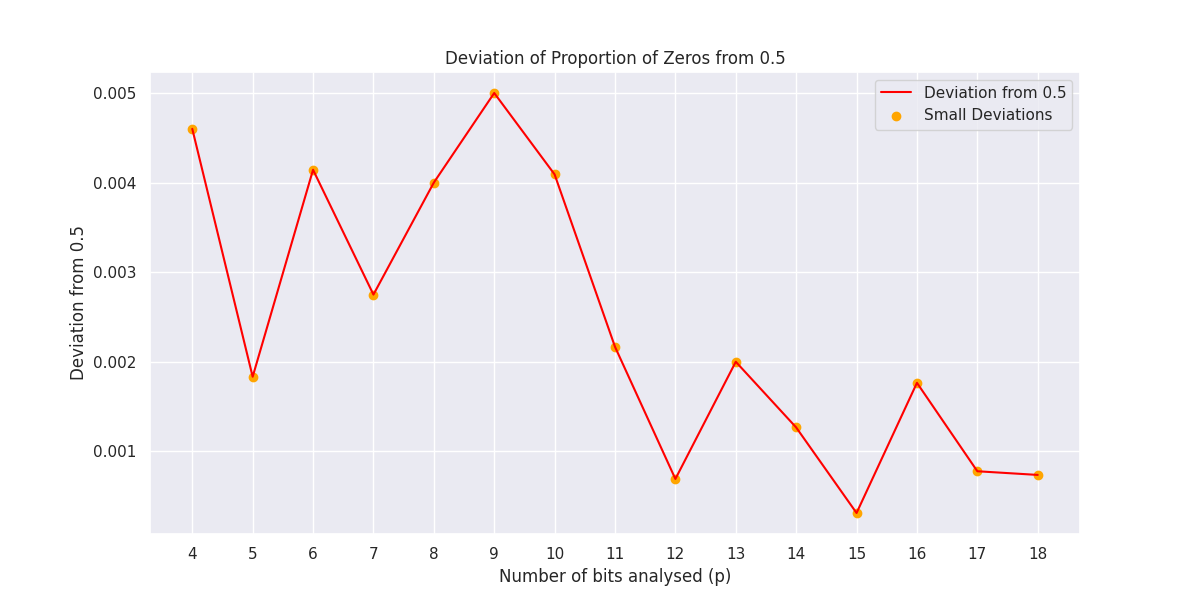 Deviation of Proportion of Zeros from 0.5
Deviation from 0.5
Small Deviations
Deviation from 0.5
0.005
0.004
0.003
0.002
0.001
4 5 6 7 8 9 10 11 12 13 14 15 16 17 18
Number of bits analysed (p)